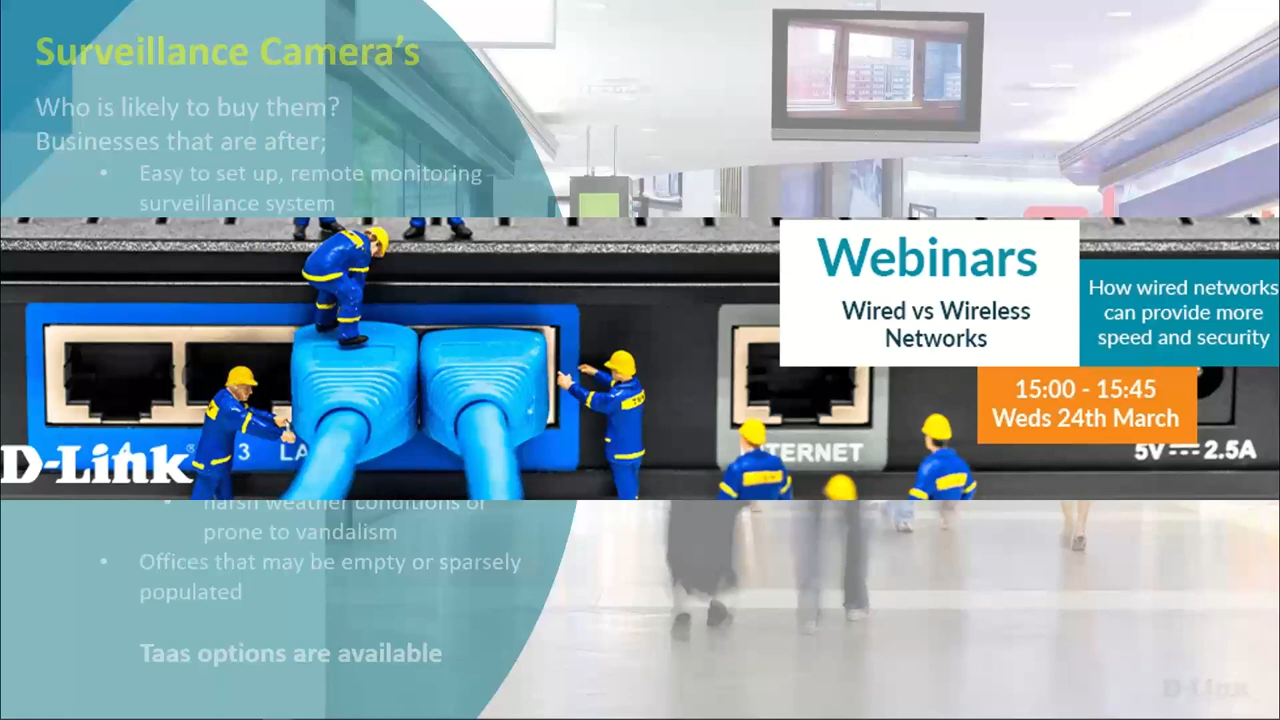 Surveillance Camera's
Who is likely to buy them?
Businesses that are after;
• Easy to set up, remote monitoring
surveillance system
Webinars
Wired vs Wireless
Networks
How wired networks
can provide more
speed and security
15:00 - 15:45
Weds 24th March
D-Link
3 LA
TERNET
5V 2.5A
harsh weather conditions or
prone to vandalism
• Offices that may be empty or sparsely
populated
Taas options are available
D-Link